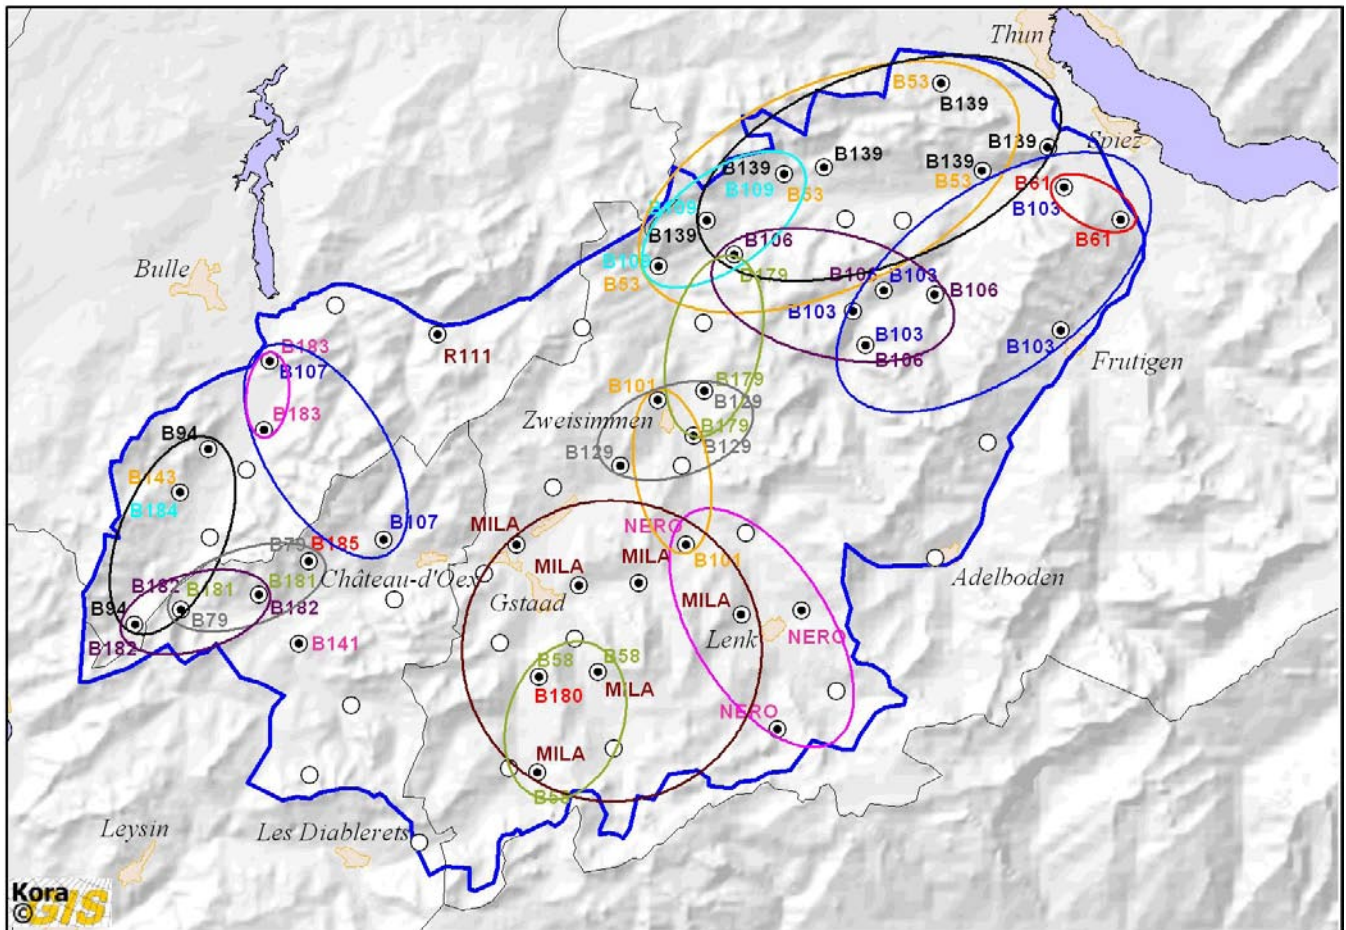 Thun
B53
B139
B139
Spiez
B139
B139
B139
B53
B109
B53
B61
B103
B109
B61
B139
B106
Bulle
B109
B179
B106
B103
B53
B106
B103
B183
R111
B103
B103
B107
B106
Frutigen
B101
B179
B129
B183
Zweisimmen
B94
B179
B129
B129
B143
B184
MILA
NERO
B107
B79
B185
B101
MILA
MILA
Adelboden
Château-d'Oex
B182
B181
B181
Gstaad
MILA
B94
B79
B182
Lenk
NERO
B182
B141
B58
B58
B180
MILA
NERO
MILA
B58
Leysin
Les Diablerets
Kora
© GIS